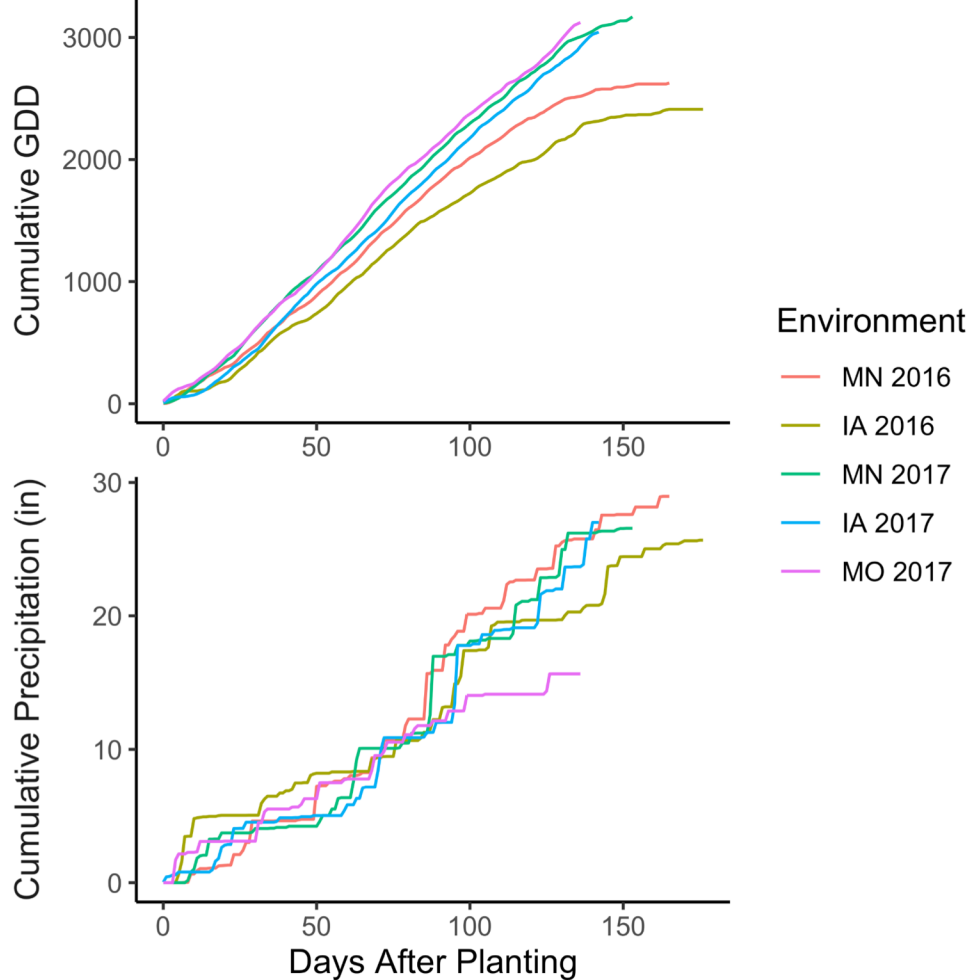 Cumulative GDD
3000
2000
1000
0
0 50 100 150
Cumulative Precipitation (in)
30
20
10
0
0 50 100 150
Days After Planting
Environment
MN 2016
IA 2016
MN 2017
IA 2017
MO 2017